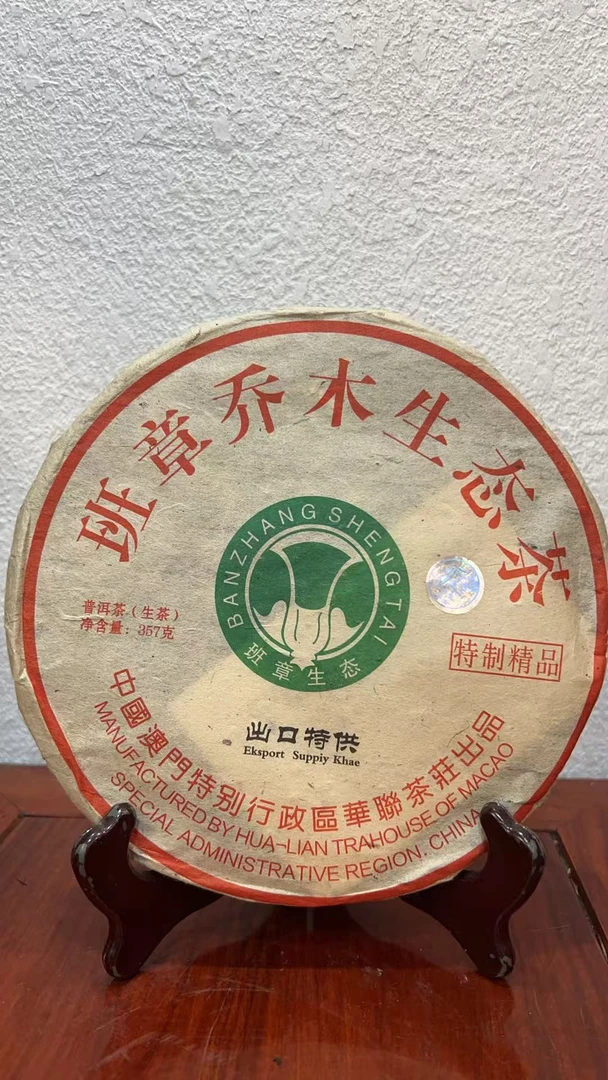 班章乔木生态茶
BANZHANG SHENG TAI
班章生态
普洱茶（生茶）
净含量：357克
特制精品
出口特供
Eksport Suppiy Khae
中國澳門特别行政區華聯茶莊出品
MANUFACTURED BY HUA-LIAN TRAHOUSE OF MACAO
SPECIAL ADMINISTRATIVE REGION. CHINA